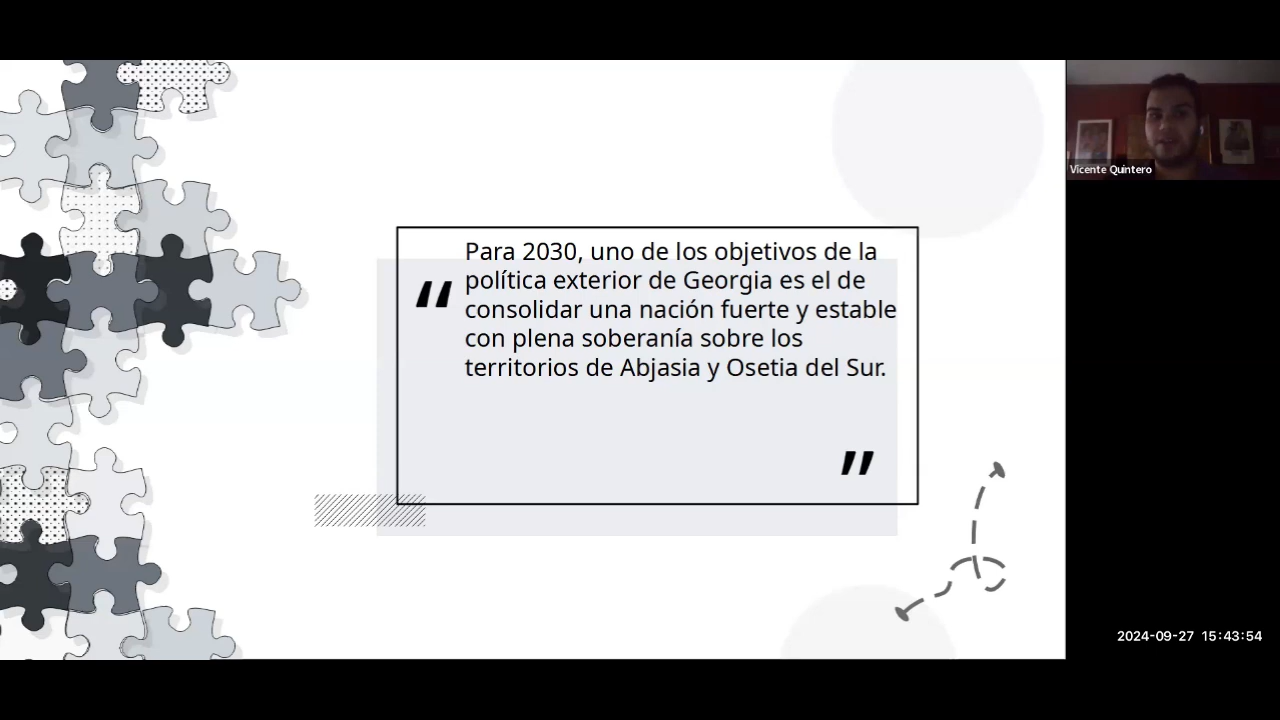 “
Para 2030, uno de los objetivos de la
política exterior de Georgia es el de
consolidar una nación fuerte y estable
con plena soberanía sobre los
territorios de Abjasia y Osetia del Sur.
”
Vicente Quintero
2024-09-27 15:43:54